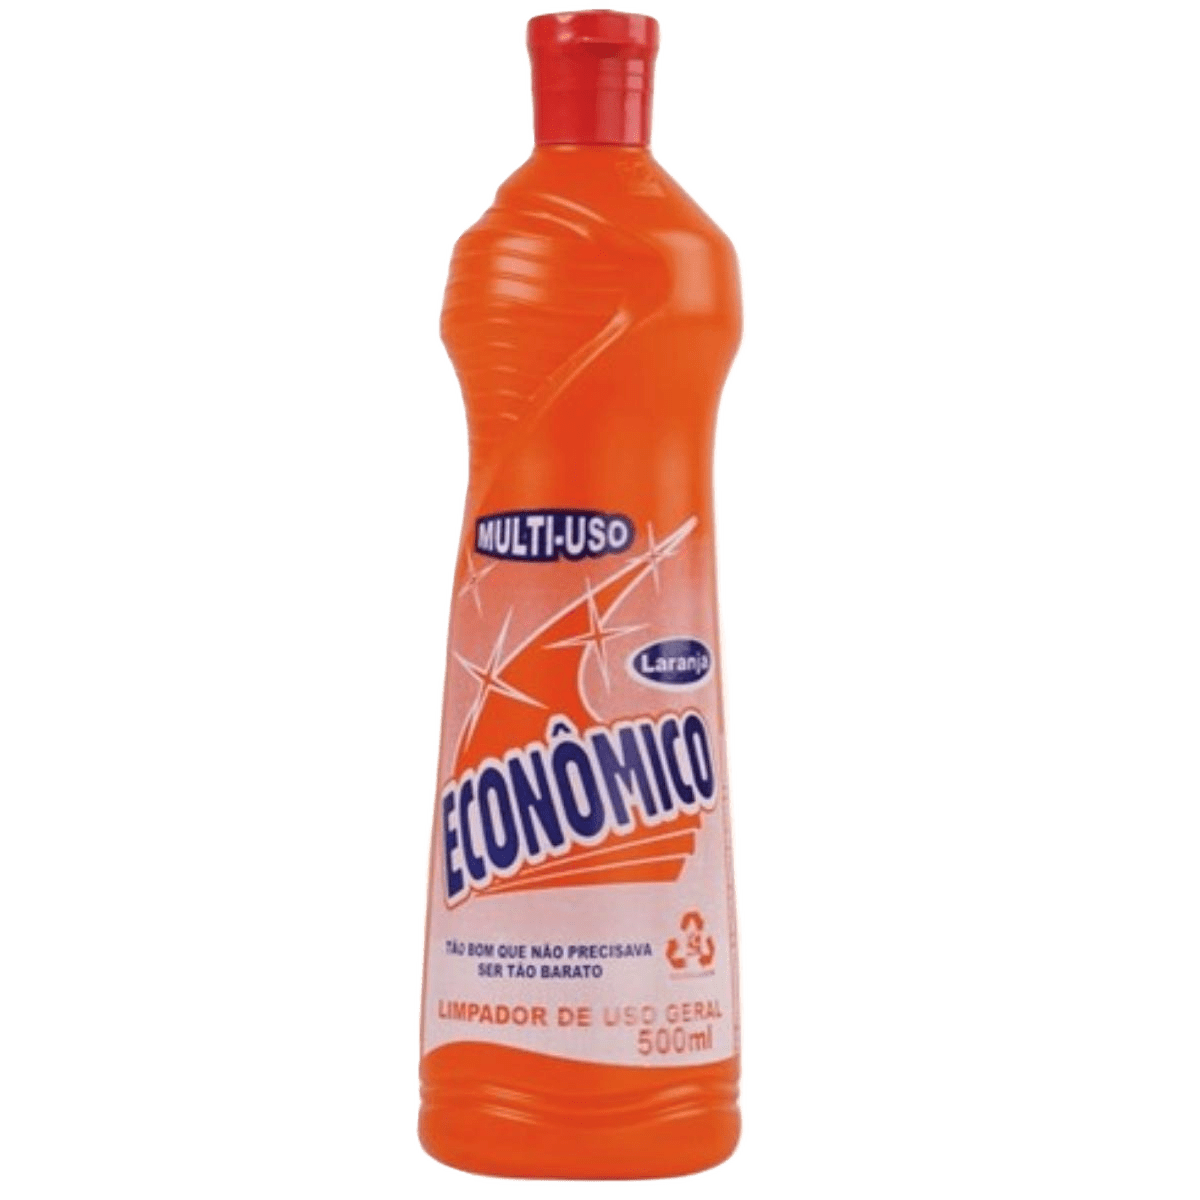 MULTI-USO
Laranja
ECONÔMICO
TÃO BOM QUE NÃO PRECISAVA
SER TÃO BARATO
LIMPADOR DE USO GERAL
500ml